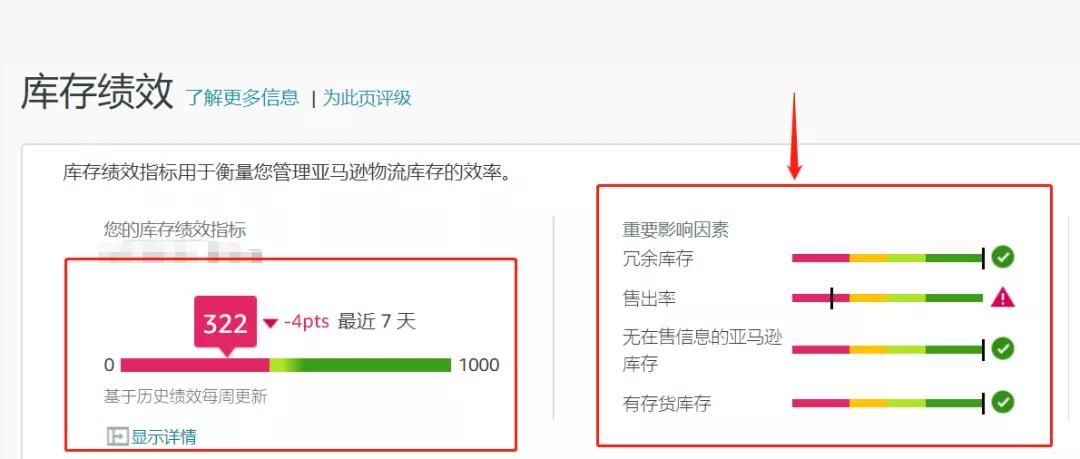 库存绩效 了解更多信息 | 为此页评级
库存绩效指标用于衡量您管理亚马逊物流库存的效率。
您的库存绩效指标
322 -4pts 最近 7 天
0 1000
基于历史绩效每周更新
显示详情
重要影响因素
冗余库存
售出率
无在售信息的亚马逊
库存
有存货库存